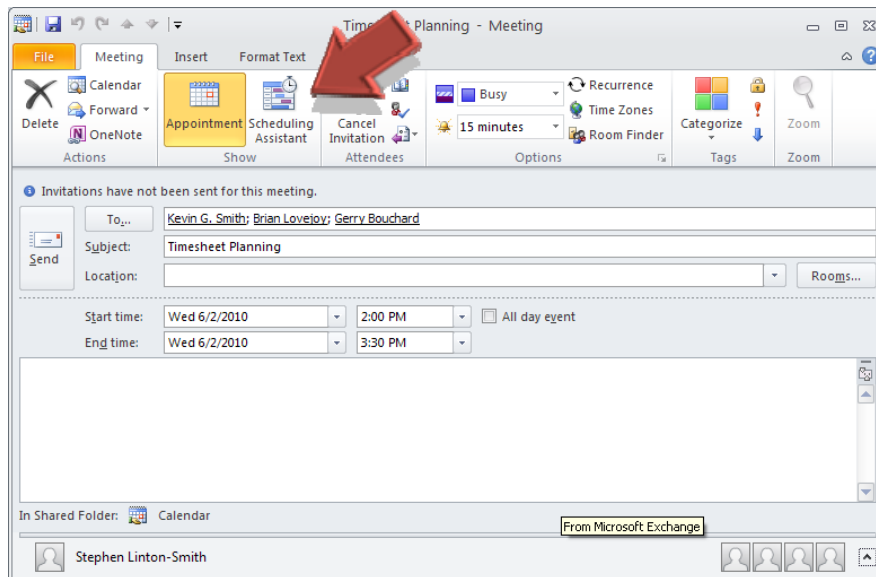 Timesheet Planning - Meeting
File Meeting Insert Format Text
Delete
Calendar
Forward
OneNote
Actions
Appointment
Scheduling Assistant
Show
Cancel Invitation
Attendees
Busy
15 minutes
Recurrence
Time Zones
Room Finder
Options
Categorize
Tags
Zoom
Zoom
Invitations have not been sent for this meeting.
Send
To... Kevin G. Smith; Brian Lovejoy; Gerry Bouchard
Subject: Timesheet Planning
Location: Rooms...
Start time: Wed 6/2/2010 2:00 PM All day event
End time: Wed 6/2/2010 3:30 PM
In Shared Folder: Calendar
From Microsoft Exchange
Stephen Linton-Smith